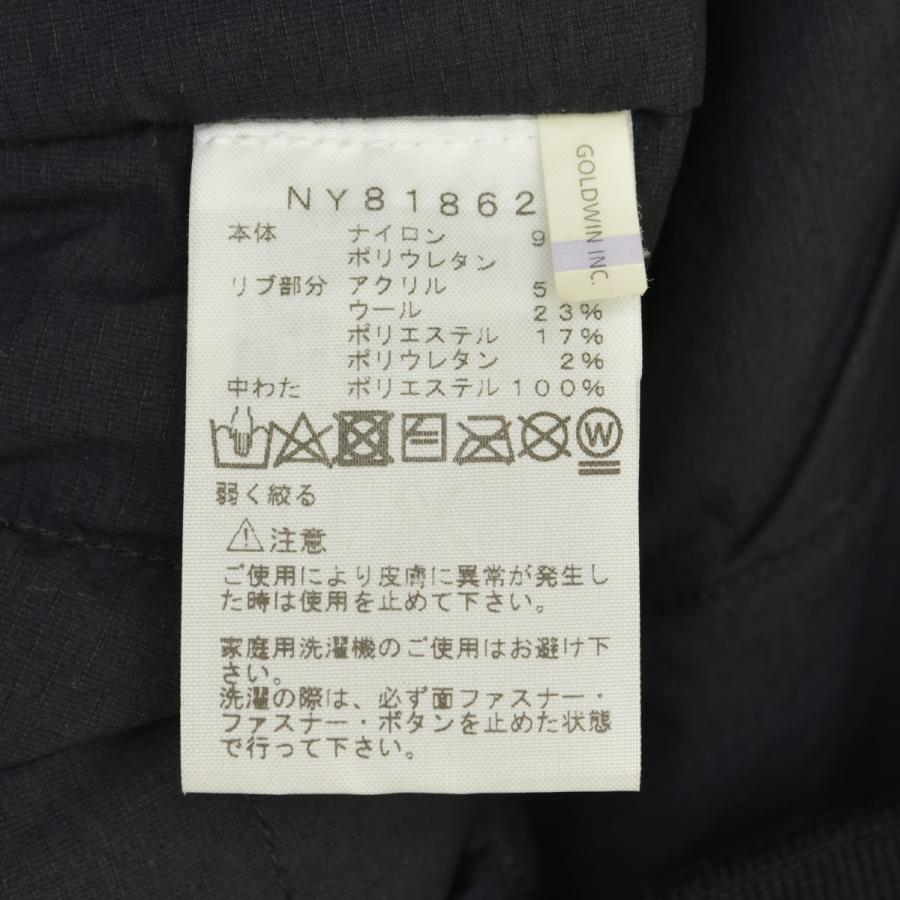 NY81862
GOLDWIN INC.
本体 ナイロン 9
ポリウレタン
リブ部分 アクリル 5
ウール 23%
ポリエステル 17%
ポリウレタン 2%
中わた ポリエステル 100%
W
弱く絞る
注意
ご使用により皮膚に異常が発生し
た時は使用を止めて下さい。
家庭用洗濯機のご使用はお避け下
さい。
洗濯の際は、必ず面ファスナー・
ファスナー・ボタンを止めた状態
で行って下さい。